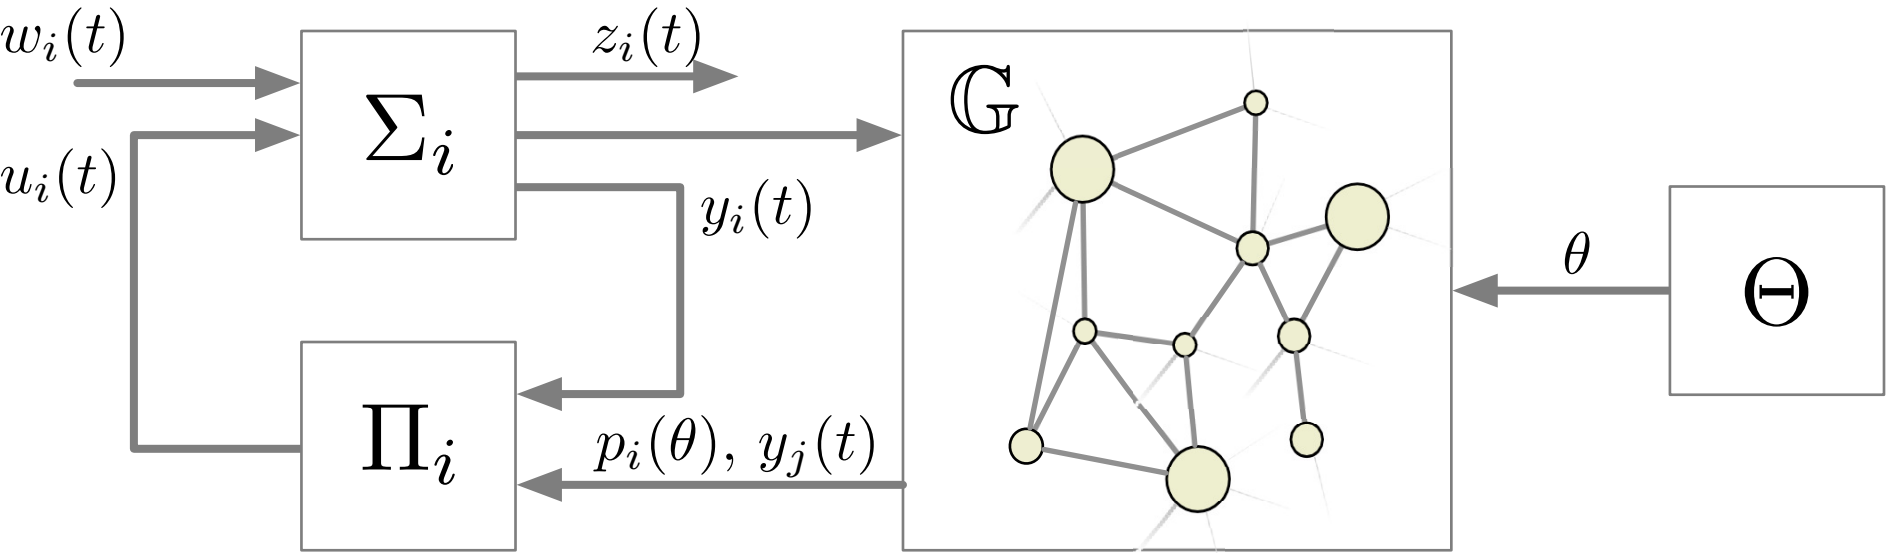 wᵢ(t)
zᵢ(t)
Σᵢ
𝔾
uᵢ(t)
yᵢ(t)
θ
Θ
Πᵢ
pᵢ(θ), yⱼ(t)